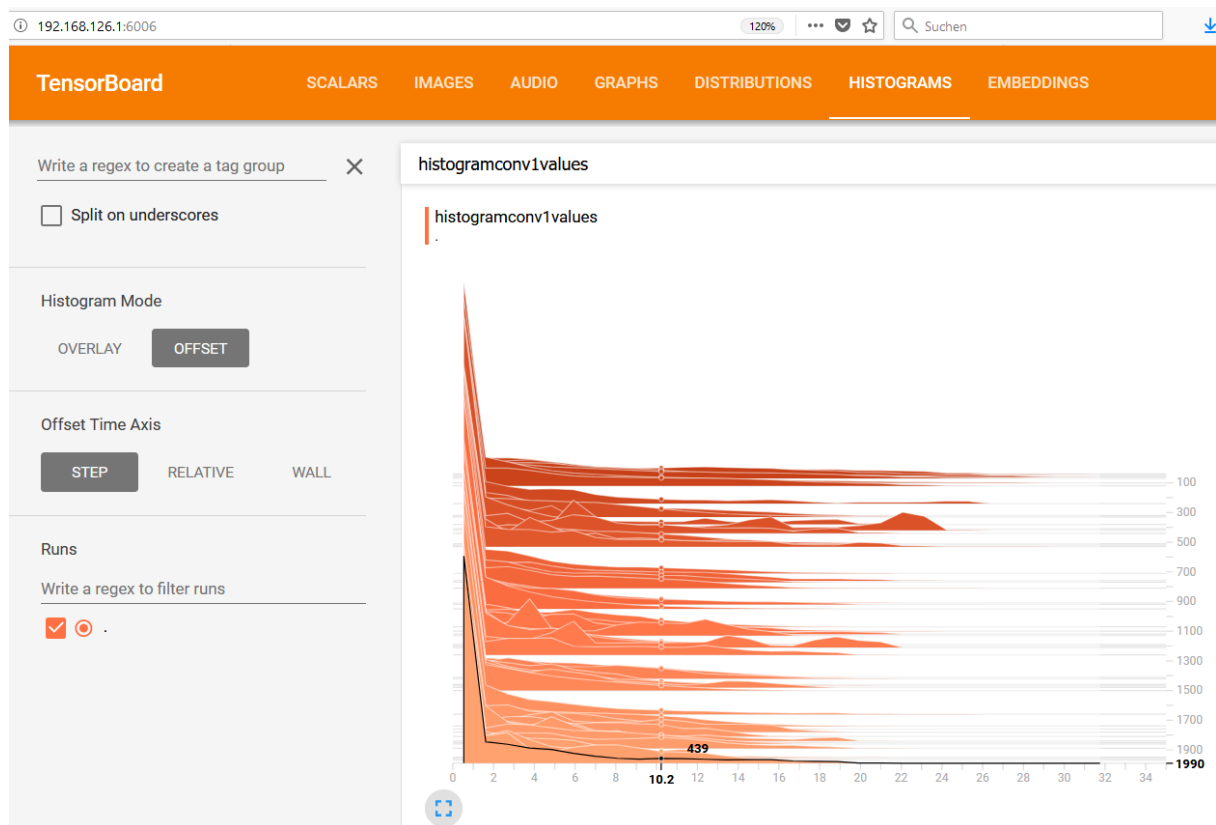 192.168.126.1:6006
120%
Suchen
TensorBoard
SCALARS
IMAGES
AUDIO
GRAPHS
DISTRIBUTIONS
HISTOGRAMS
EMBEDDINGS
Write a regex to create a tag group
Split on underscores
Histogram Mode
OVERLAY
OFFSET
Offset Time Axis
STEP
RELATIVE
WALL
Runs
Write a regex to filter runs
.
histogramconv1values
histogramconv1values
.
100
300
500
700
900
1100
1300
1500
1700
1900
1990
439
0 2 4 6 8 10.2 12 14 16 18 20 22 24 26 28 30 32 34